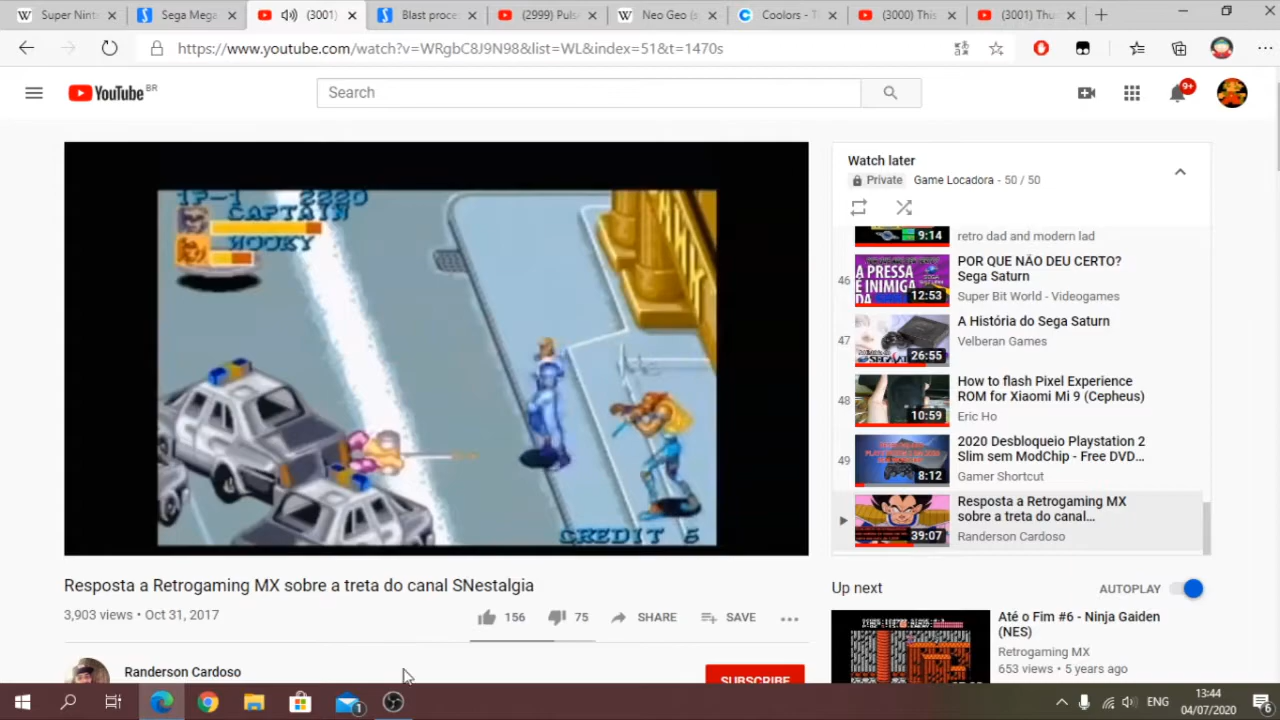 Super Nint
Sega Mega
(3001)
Blast proce
(2999) Puls
Neo Geo (s
Coolors - T
(3000) This
(3001) Thu
https://www.youtube.com/watch?v=WRgbC8J9N98&list=WL&index=51&t=1470s
YouTube BR
Search
9+
1P-1 2220
CAPTAIN
HOOKY
CREDIT 5
Watch later
Private Game Locadora - 50 / 50
9:14
retro dad and modern lad
46
A PRESSA
É INIMIGA
DA
12:53
POR QUE NÃO DEU CERTO?
Sega Saturn
Super Bit World - Videogames
47
26:55
A História do Sega Saturn
Velberan Games
48
10:59
How to flash Pixel Experience
ROM for Xiaomi Mi 9 (Cepheus)
Eric Ho
49
8:12
2020 Desbloqueio Playstation 2
Slim sem ModChip - Free DVD...
Gamer Shortcut
39:07
Resposta a Retrogaming MX
sobre a treta do canal...
Randerson Cardoso
Resposta a Retrogaming MX sobre a treta do canal SNestalgia
3,903 views • Oct 31, 2017
156
75
SHARE
SAVE
Randerson Cardoso
SUBSCRIBE
Up next
AUTOPLAY
Até o Fim #6 - Ninja Gaiden
(NES)
Retrogaming MX
653 views • 5 years ago
1
ENG
13:44
04/07/2020
6